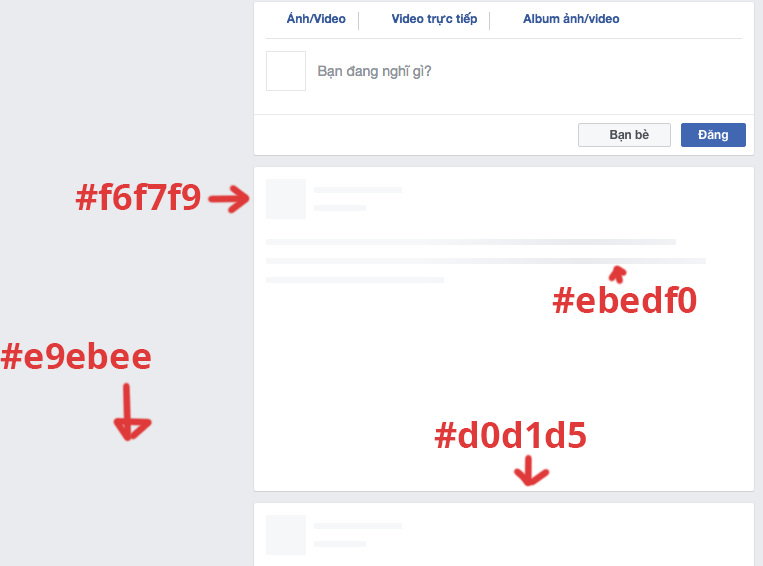 Ảnh/Video Video trực tiếp Album ảnh/video
Bạn đang nghĩ gì?
Bạn bè Đăng
#f6f7f9
#ebedf0
#e9ebee
#d0d1d5